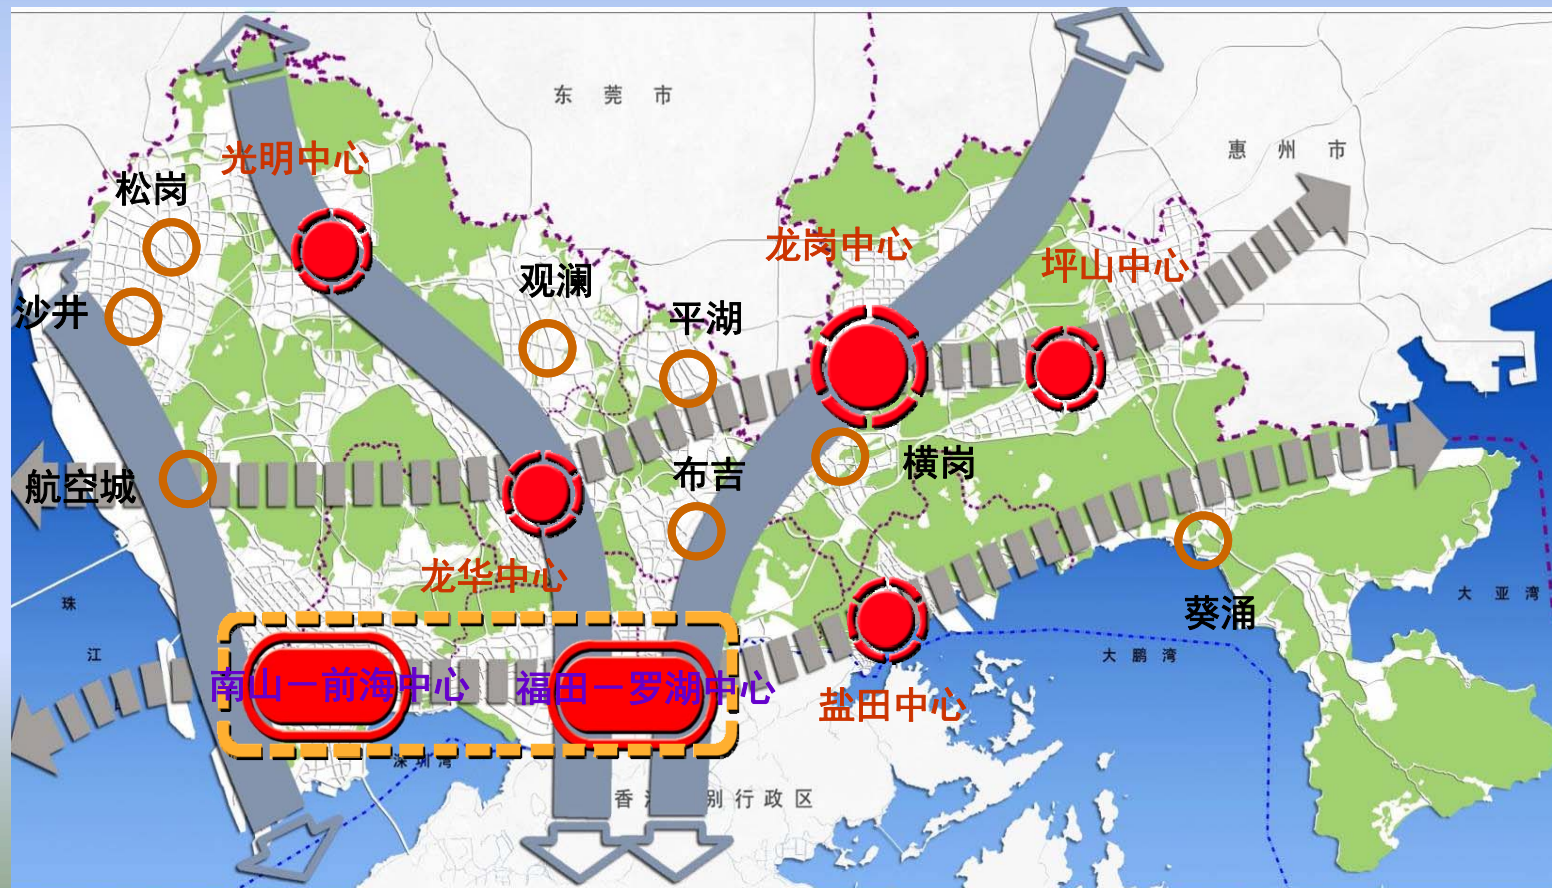 东 莞 市
惠 州 市
光明中心
松岗
龙岗中心
坪山中心
观澜
沙井
平湖
横岗
布吉
航空城
龙华中心
珠
江
大 亚 湾
葵涌
大 鹏 湾
南山－前海中心
福田－罗湖中心
盐田中心
深圳湾
香
别行政区